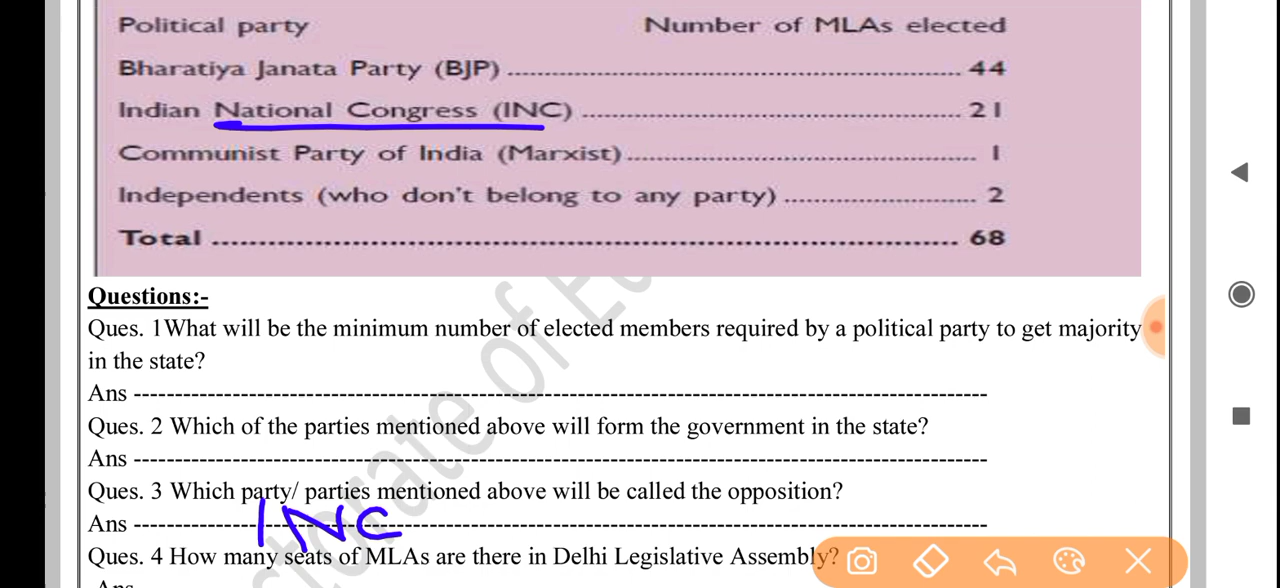 Political party Number of MLAs elected
Bharatiya Janata Party (BJP) ................................................................ 44
Indian National Congress (INC) ...................................................... 21
Communist Party of India (Marxist) ................................................. 1
Independents (who don't belong to any party) ........................... 2
Total .................................................................................................. 68
Questions:-
Ques. 1What will be the minimum number of elected members required by a political party to get majority
in the state?
Ans --------------------------------------------------------------------------------
Ques. 2 Which of the parties mentioned above will form the government in the state?
Ans --------------------------------------------------------------------------------
Ques. 3 Which party/ parties mentioned above will be called the opposition?
Ans --------------------------------------------------------------------------------
INC
Ques. 4 How many seats of MLAs are there in Delhi Legislative Assembly?